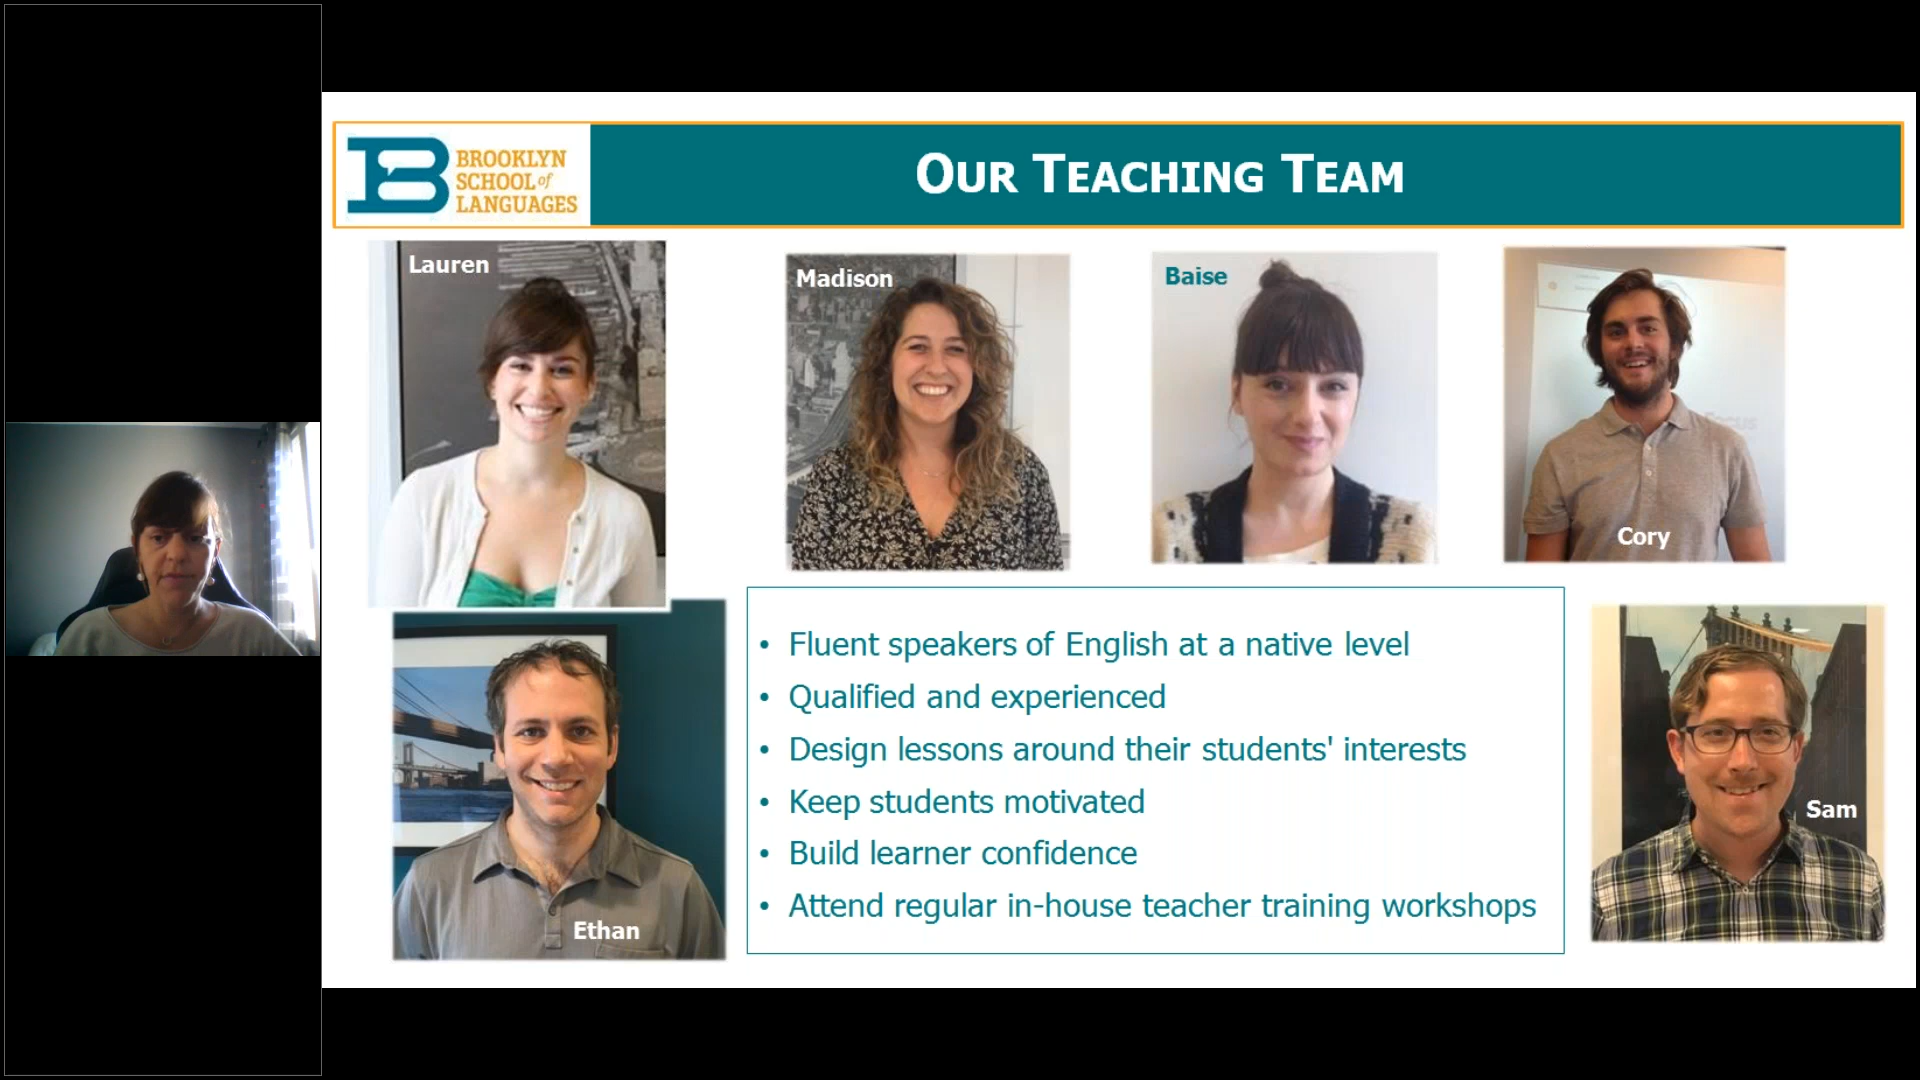 BROOKLYN
SCHOOL of
LANGUAGES
OUR TEACHING TEAM
Lauren
Madison
Baise
Cory
• Fluent speakers of English at a native level
• Qualified and experienced
• Design lessons around their students' interests
• Keep students motivated
• Build learner confidence
• Attend regular in-house teacher training workshops
Ethan
Sam